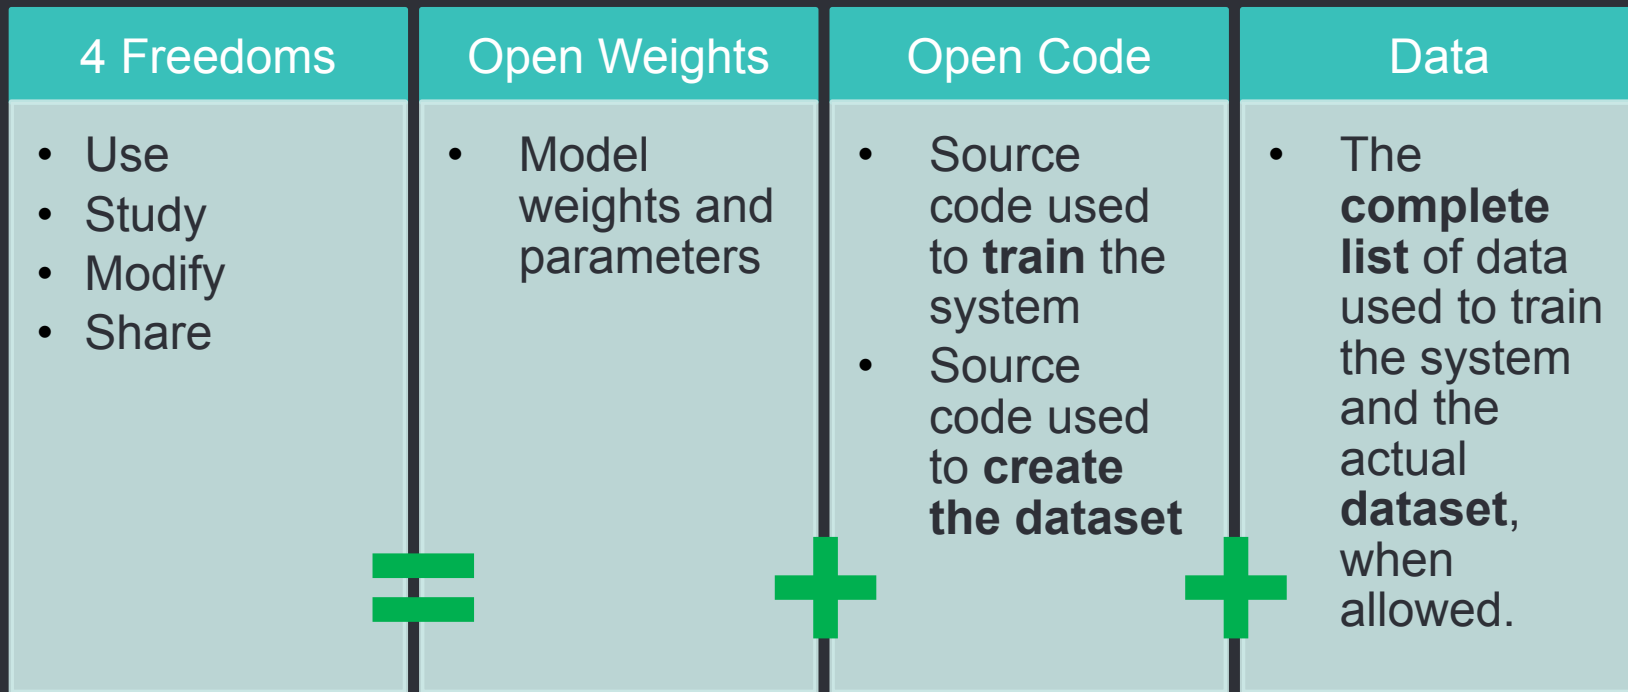 4 Freedoms
• Use
• Study
• Modify
• Share
Open Weights
• Model
weights and
parameters
Open Code
• Source
code used
to train the
system
• Source
code used
to create
the dataset
Data
• The
complete
list of data
used to train
the system
and the
actual
dataset,
when
allowed.
=
+
+